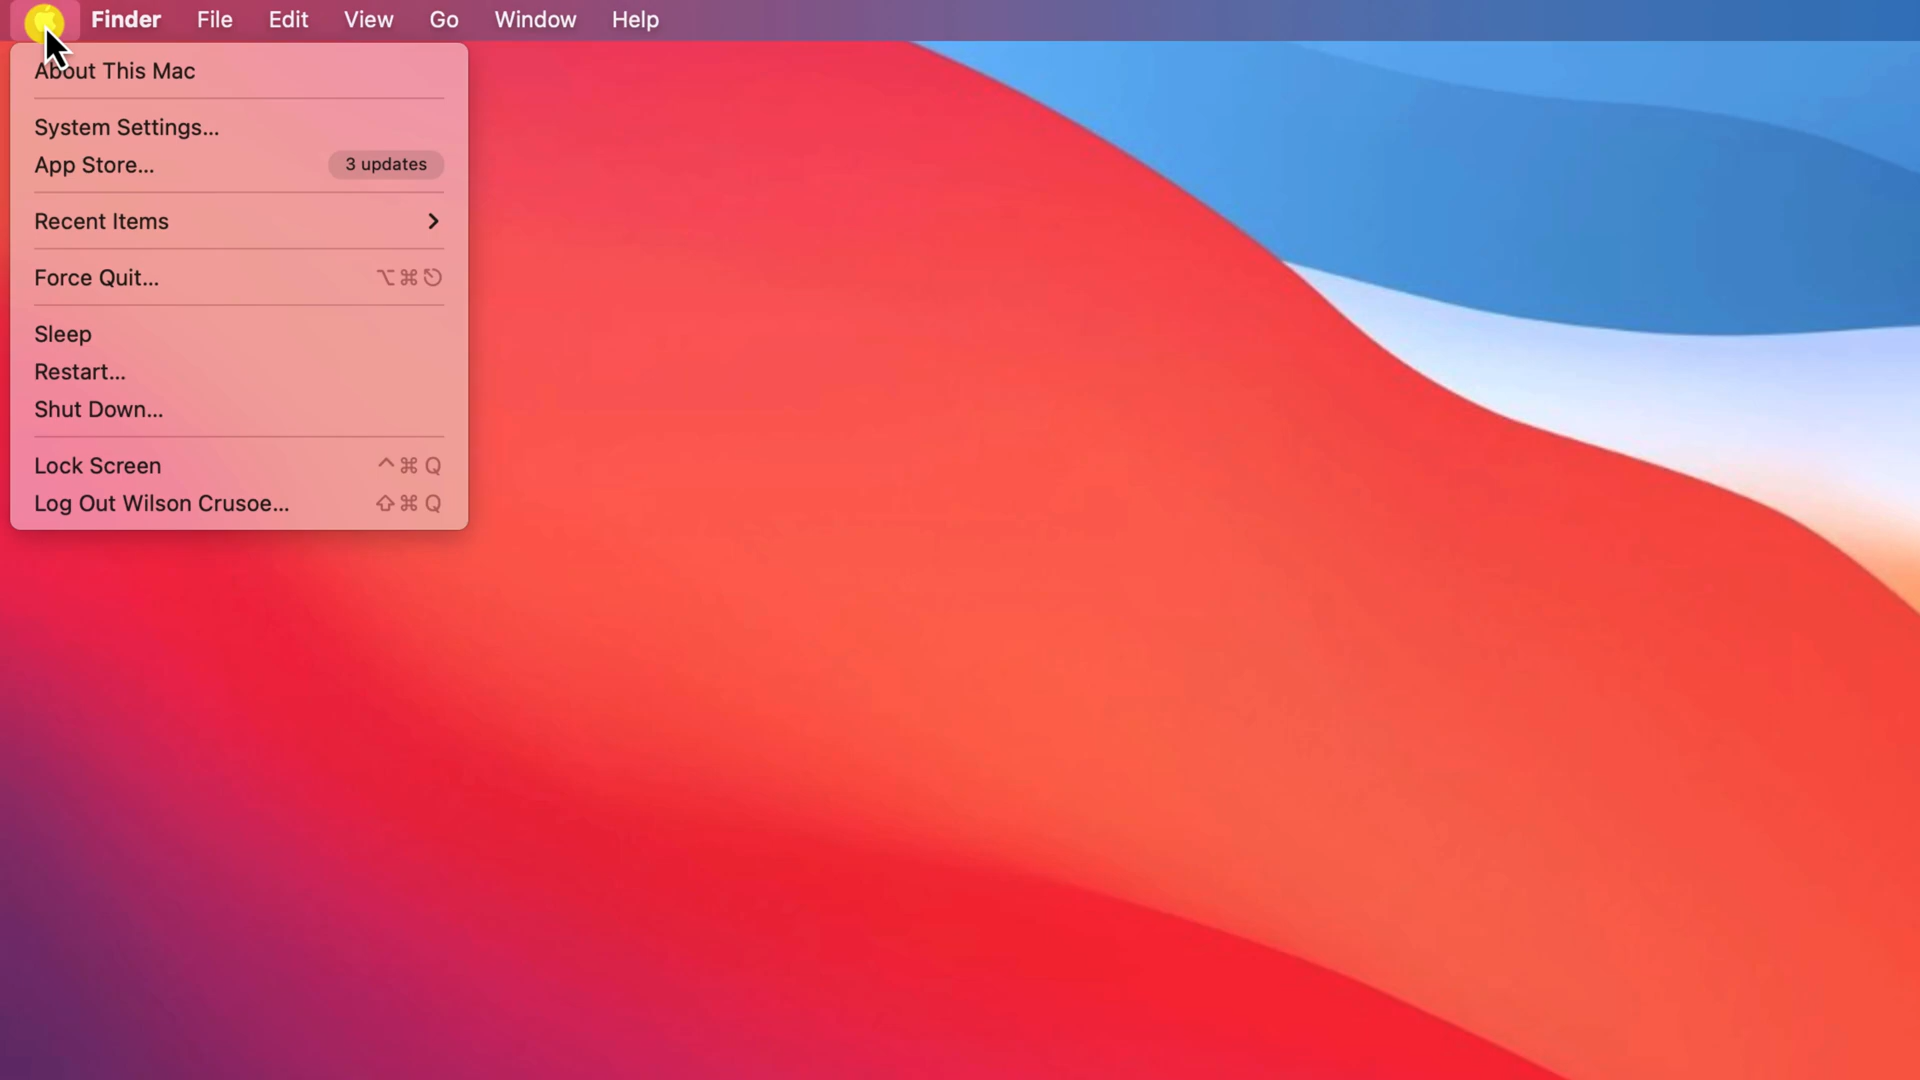 Finder File Edit View Go Window Help
About This Mac
System Settings...
App Store... 3 updates
Recent Items
Force Quit... ⌥⌘⎋
Sleep
Restart...
Shut Down...
Lock Screen ^⌘Q
Log Out Wilson Crusoe... ⇧⌘Q